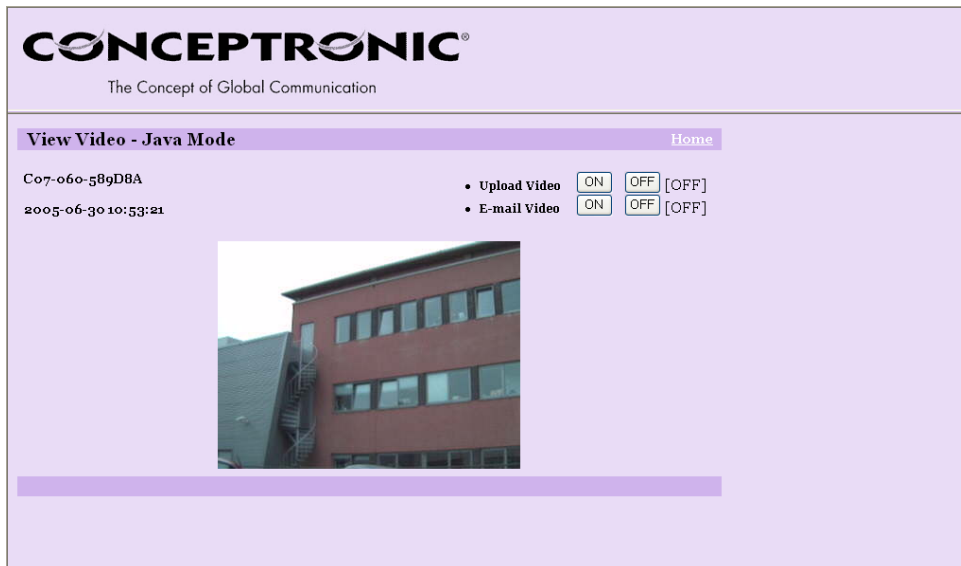 CONCEPTRONIC®
The Concept of Global Communication
View Video - Java Mode Home
C07-060-589D8A
• Upload Video ON OFF [OFF]
2005-06-30 10:53:21
• E-mail Video ON OFF [OFF]